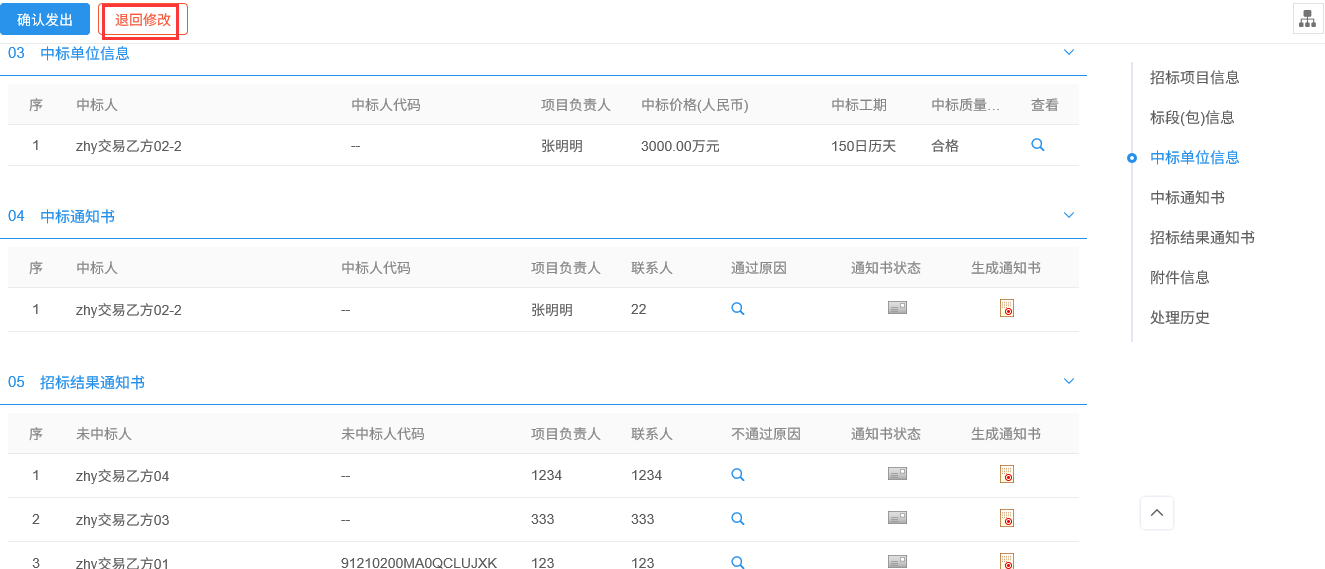 确认发出 退回修改
03 中标单位信息
序 中标人 中标人代码 项目负责人 中标价格(人民币) 中标工期 中标质量... 查看
1 zhy交易乙方02-2 -- 张明明 3000.00万元 150日历天 合格
04 中标通知书
序 中标人 中标人代码 项目负责人 联系人 通过原因 通知书状态 生成通知书
1 zhy交易乙方02-2 -- 张明明 22
05 招标结果通知书
序 未中标人 未中标人代码 项目负责人 联系人 不通过原因 通知书状态 生成通知书
1 zhy交易乙方04 -- 1234 1234
2 zhy交易乙方03 -- 333 333
3 zhy交易乙方01 91210200MA0QCLUJXK 123 123
招标项目信息
标段(包)信息
中标单位信息
中标通知书
招标结果通知书
附件信息
处理历史